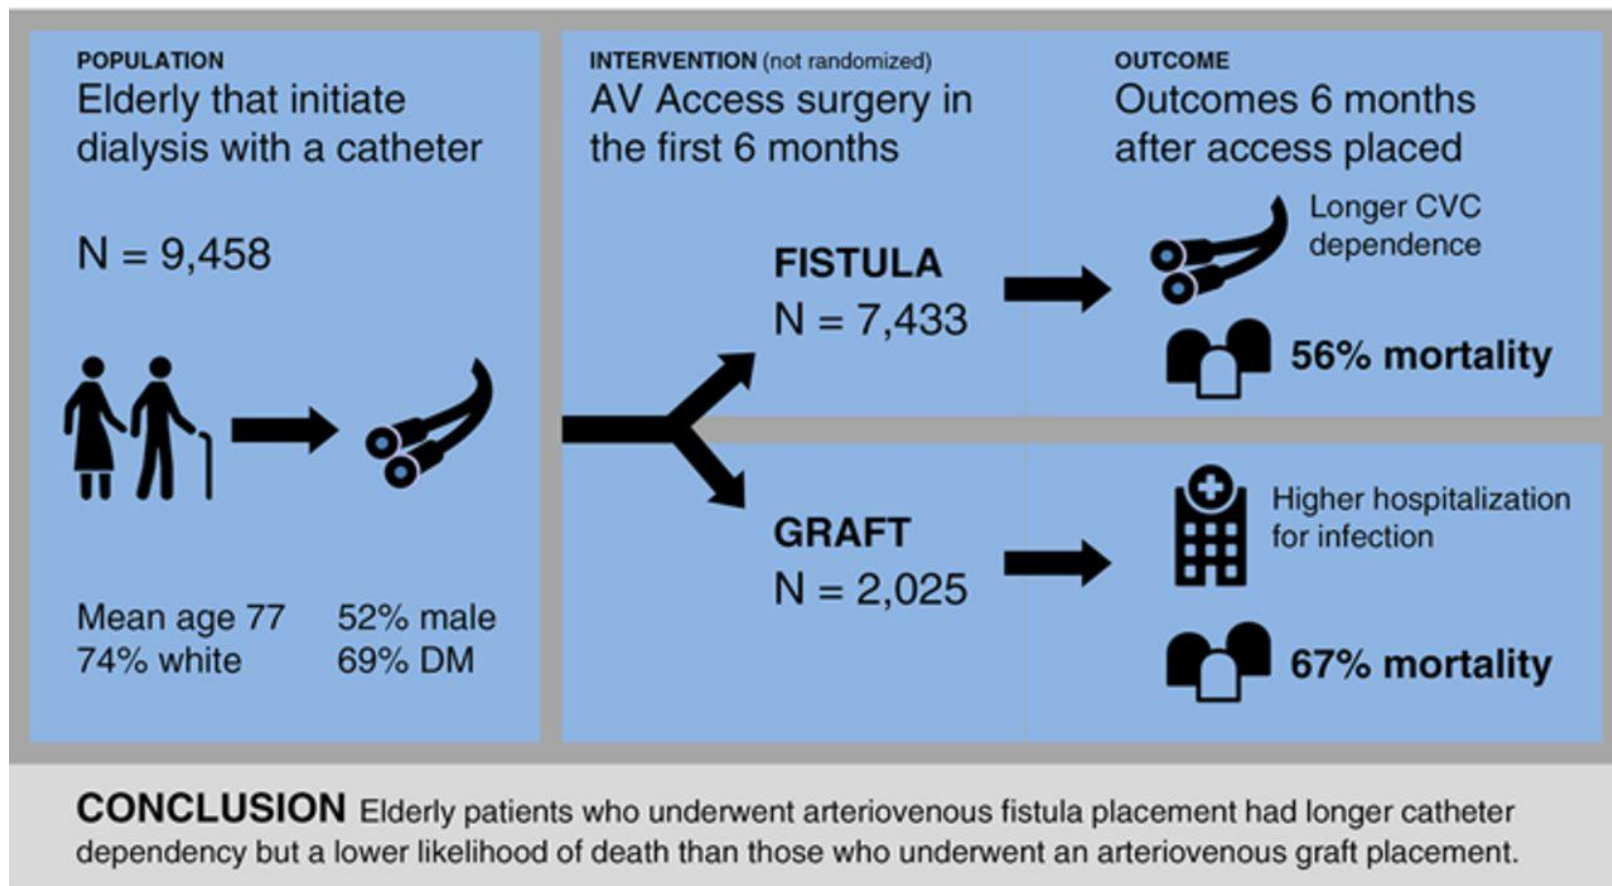 POPULATION
Elderly that initiate
dialysis with a catheter
N = 9,458
Mean age 77 52% male
74% white 69% DM
INTERVENTION (not randomized)
AV Access surgery in
the first 6 months
FISTULA
N = 7,433
GRAFT
N = 2,025
OUTCOME
Outcomes 6 months
after access placed
Longer CVC
dependence
56% mortality
Higher hospitalization
for infection
67% mortality
CONCLUSION Elderly patients who underwent arteriovenous fistula placement had longer catheter
dependency but a lower likelihood of death than those who underwent an arteriovenous graft placement.